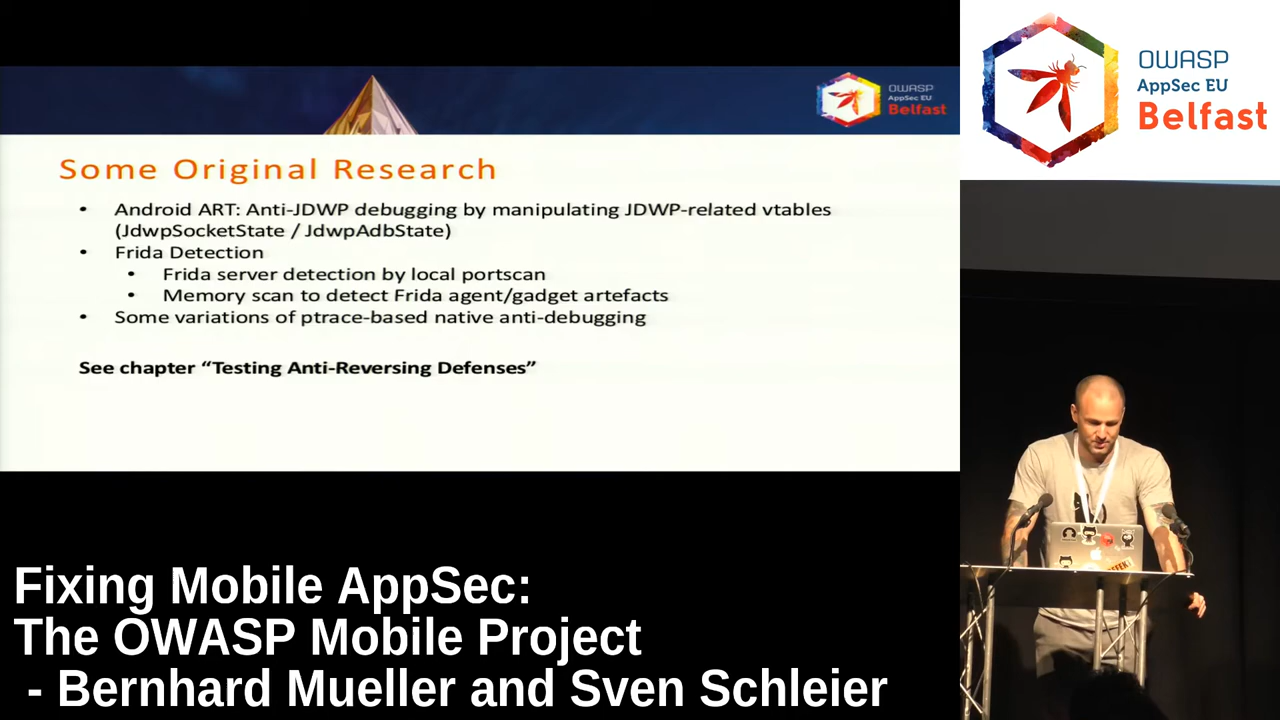 OWASP
AppSec EU
Belfast
OWASP
AppSec EU
Belfast
Some Original Research
• Android ART: Anti-JDWP debugging by manipulating JDWP-related vtables
(JdwpSocketState / JdwpAdbState)
• Frida Detection
• Frida server detection by local portscan
• Memory scan to detect Frida agent/gadget artefacts
• Some variations of ptrace-based native anti-debugging
See chapter “Testing Anti-Reversing Defenses”
Fixing Mobile AppSec:
The OWASP Mobile Project
- Bernhard Mueller and Sven Schleier